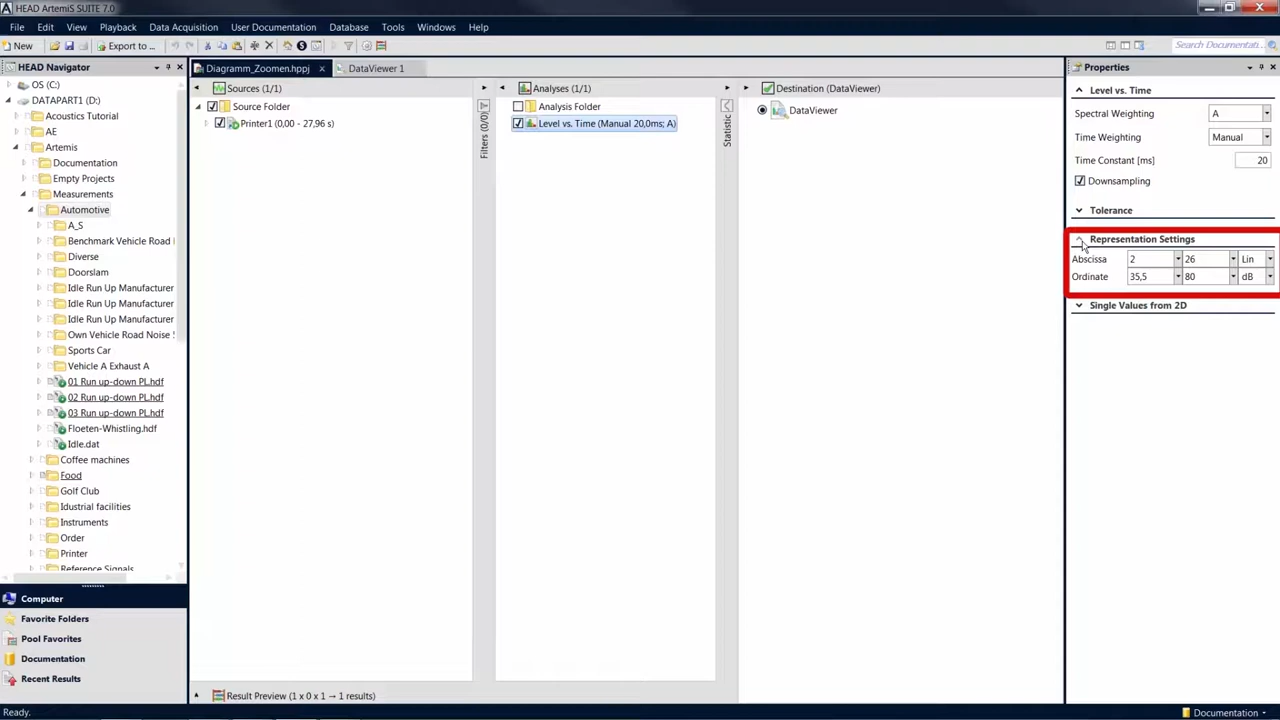 HEAD ArtemiS SUITE 7.0
File Edit View Playback Data Acquisition User Documentation Database Tools Windows Help
New Export to ... Search Documentati...
HEAD Navigator
OS (C:)
DATAPART1 (D:)
Acoustics Tutorial
AE
Artemis
Documentation
Empty Projects
Measurements
Automotive
A_S
Benchmark Vehicle Road
Diverse
Doorslam
Idle Run Up Manufacturer
Idle Run Up Manufacturer
Idle Run Up Manufacturer
Own Vehicle Road Noise
Sports Car
Vehicle A Exhaust A
01 Run up-down PL.hdf
02 Run up-down PL.hdf
03 Run up-down PL.hdf
Floeten-Whistling.hdf
Idle.dat
Coffee machines
Food
Golf Club
Idustrial facilities
Instruments
Order
Printer
Reference Signals
Computer
Favorite Folders
Pool Favorites
Documentation
Recent Results
Diagramm_Zoomen.hppj DataViewer 1
Sources (1/1)
Source Folder
Printer1 (0,00 - 27,96 s)
Filters (0/0)
Analyses (1/1)
Analysis Folder
Level vs. Time (Manual 20,0ms; A)
Statistic
Destination (DataViewer)
DataViewer
Result Preview (1 x 0 x 1 → 1 results)
Properties
Level vs. Time
Spectral Weighting A
Time Weighting Manual
Time Constant [ms] 20
Downsampling
Tolerance
Representation Settings
Abscissa 2 26 Lin
Ordinate 35,5 80 dB
Single Values from 2D
Ready.
Documentation